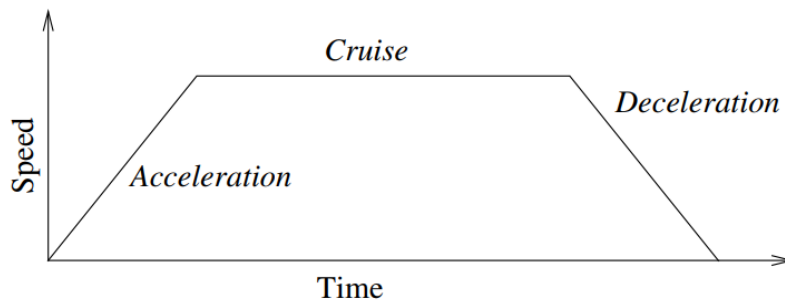 Cruise
Deceleration
Speed
Acceleration
Time